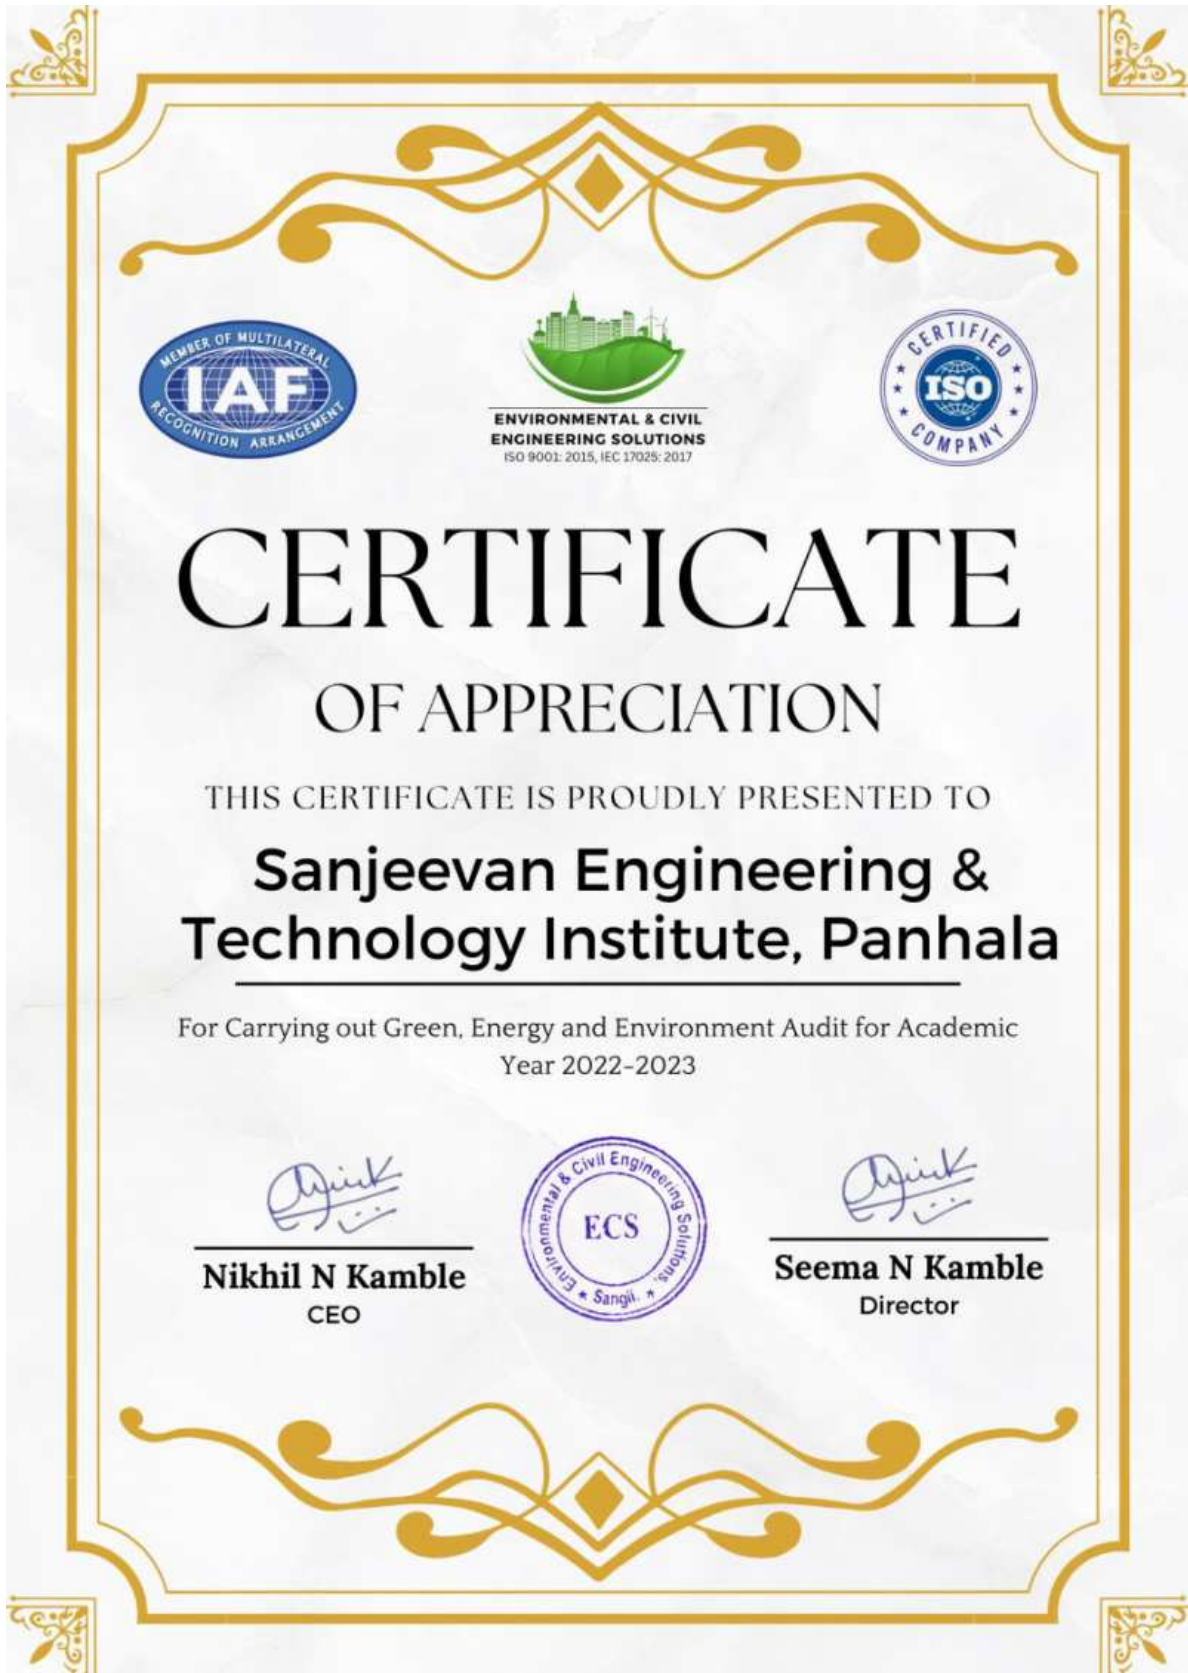 MEMBER OF MULTILATERAL
IAF
RECOGNITION ARRANGEMENT
ENVIRONMENTAL & CIVIL
ENGINEERING SOLUTIONS
ISO 9001: 2015, IEC 17025: 2017
CERTIFIED
ISO
COMPANY
CERTIFICATE
OF APPRECIATION
THIS CERTIFICATE IS PROUDLY PRESENTED TO
Sanjeevan Engineering &
Technology Institute, Panhala
For Carrying out Green, Energy and Environment Audit for Academic
Year 2022-2023
Environmental & Civil Engineering Solutions.
ECS
Sangli.
Nikhil N Kamble
CEO
Seema N Kamble
Director